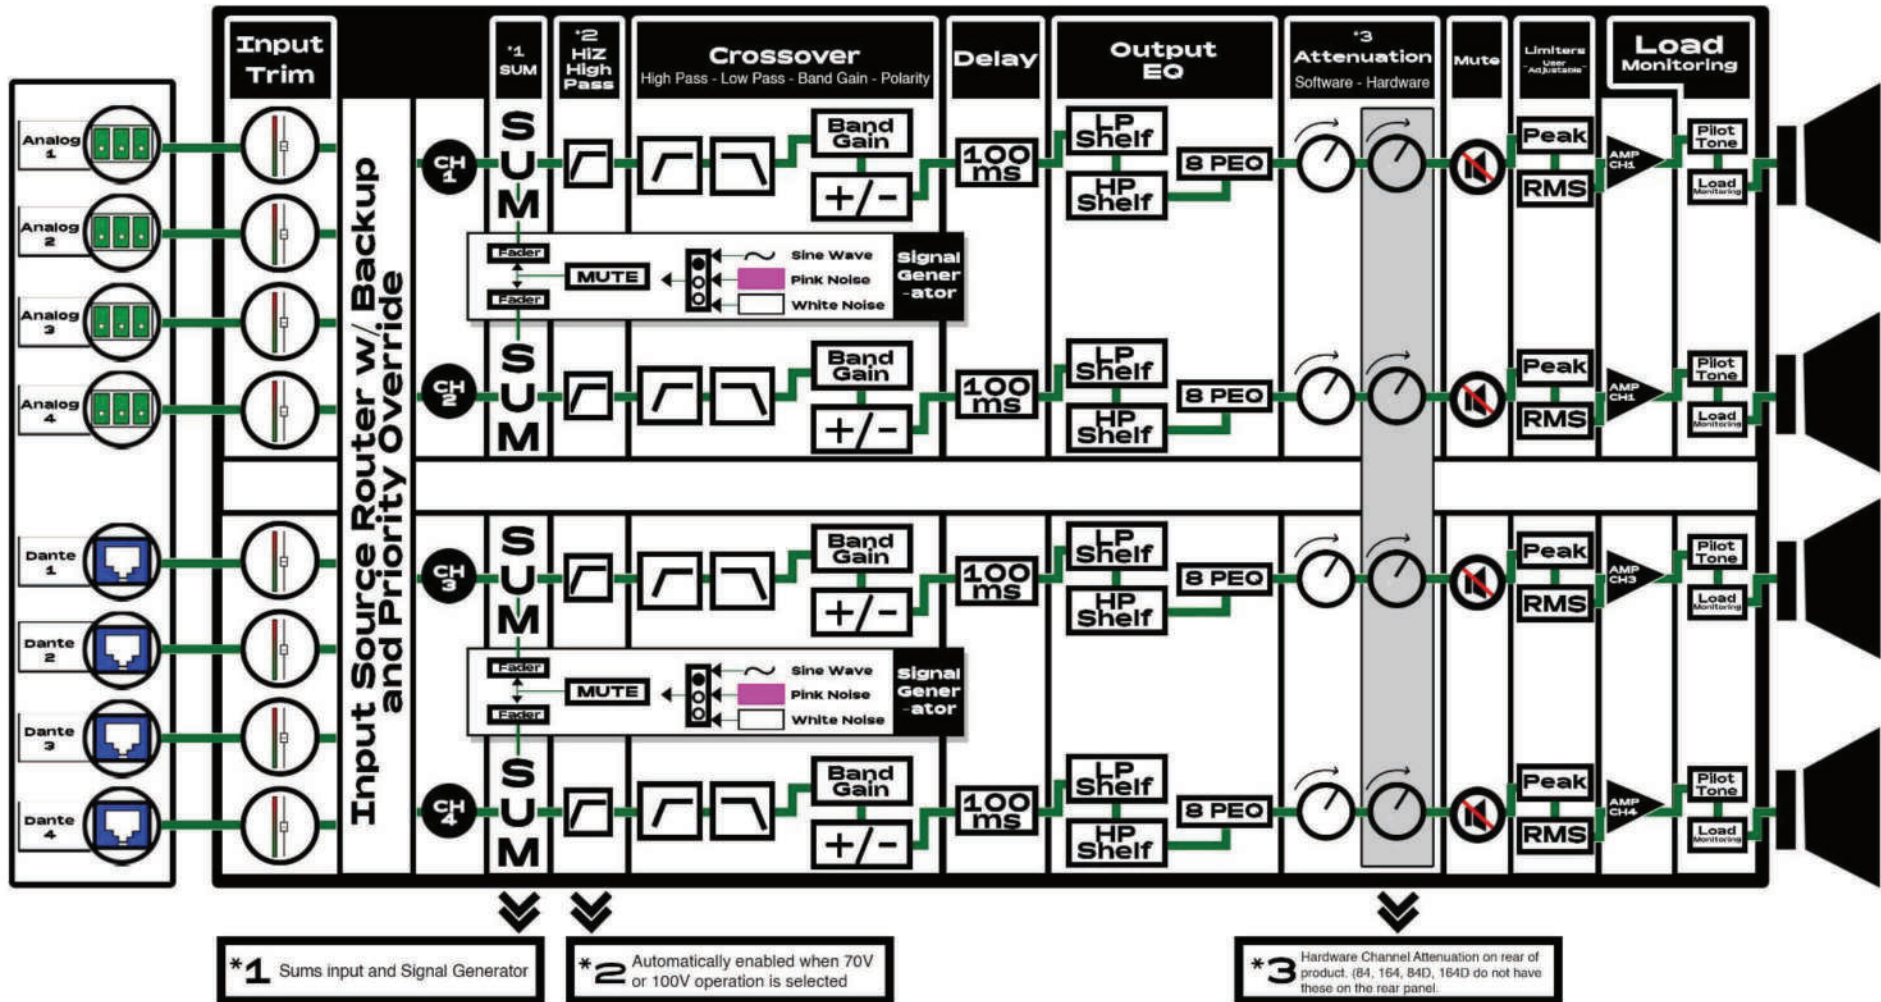 Input
Trim
*1
SUM
*2
HiZ
High
Pass
Crossover
High Pass - Low Pass - Band Gain - Polarity
Delay
Output
EQ
*3
Attenuation
Software - Hardware
Mute
Limiters
User
Adjustable
Load
Monitoring
Analog
1
Analog
2
Analog
3
Analog
4
Dante
1
Dante
2
Dante
3
Dante
4
Input Source Router w/ Backup
and Priority Override
CH
1
SUM
Band
Gain
+/-
100
ms
LP
Shelf
HP
Shelf
8 PEQ
Peak
RMS
AMP
CH1
Pilot
Tone
Load
Monitoring
Fader
Fader
MUTE
Sine Wave
Pink Noise
White Noise
Signal
Gener
-ator
CH
2
SUM
Band
Gain
+/-
100
ms
LP
Shelf
HP
Shelf
8 PEQ
Peak
RMS
AMP
CH1
Pilot
Tone
Load
Monitoring
CH
3
SUM
Band
Gain
+/-
100
ms
LP
Shelf
HP
Shelf
8 PEQ
Peak
RMS
AMP
CH3
Pilot
Tone
Load
Monitoring
Fader
Fader
MUTE
Sine Wave
Pink Noise
White Noise
Signal
Gener
-ator
CH
4
SUM
Band
Gain
+/-
100
ms
LP
Shelf
HP
Shelf
8 PEQ
Peak
RMS
AMP
CH4
Pilot
Tone
Load
Monitoring
*1 Sums input and Signal Generator
*2 Automatically enabled when 70V
or 100V operation is selected
*3 Hardware Channel Attenuation on rear of
product. (84, 164, 84D, 164D do not have
these on the rear panel.